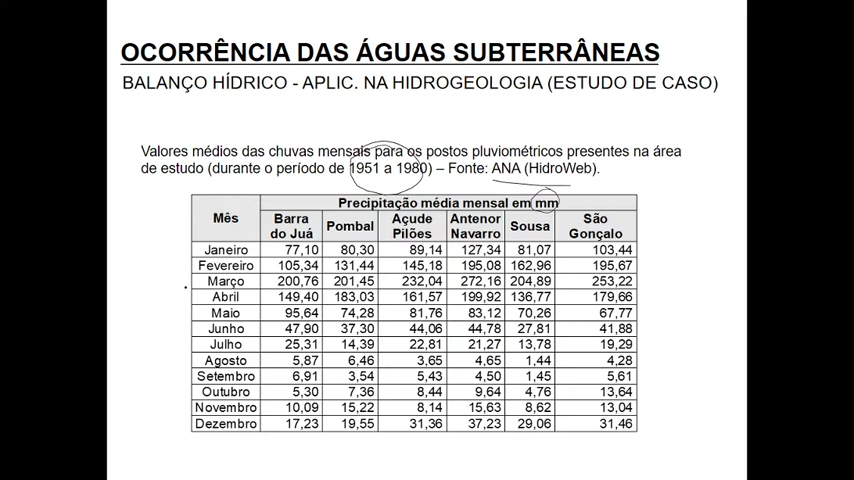 OCORRÊNCIA DAS ÁGUAS SUBTERRÂNEAS
BALANÇO HÍDRICO - APLIC. NA HIDROGEOLOGIA (ESTUDO DE CASO)
Valores médios das chuvas mensais para os postos pluviométricos presentes na área
de estudo (durante o período de 1951 a 1980) – Fonte: ANA (HidroWeb).
Mês Precipitação média mensal em mm
Barra do Juá Pombal Açude Pilões Antenor Navarro Sousa São Gonçalo
Janeiro 77,10 80,30 89,14 127,34 81,07 103,44
Fevereiro 105,34 131,44 145,18 195,08 162,96 195,67
Março 200,76 201,45 232,04 272,16 204,89 253,22
Abril 149,40 183,03 161,57 199,92 136,77 179,66
Maio 95,64 74,28 81,76 83,12 70,26 67,77
Junho 47,90 37,30 44,06 44,78 27,81 41,88
Julho 25,31 14,39 22,81 21,27 13,78 19,29
Agosto 5,87 6,46 3,65 4,65 1,44 4,28
Setembro 6,91 3,54 5,43 4,50 1,45 5,61
Outubro 5,30 7,36 8,44 9,64 4,76 13,64
Novembro 10,09 15,22 8,14 15,63 8,62 13,04
Dezembro 17,23 19,55 31,36 37,23 29,06 31,46